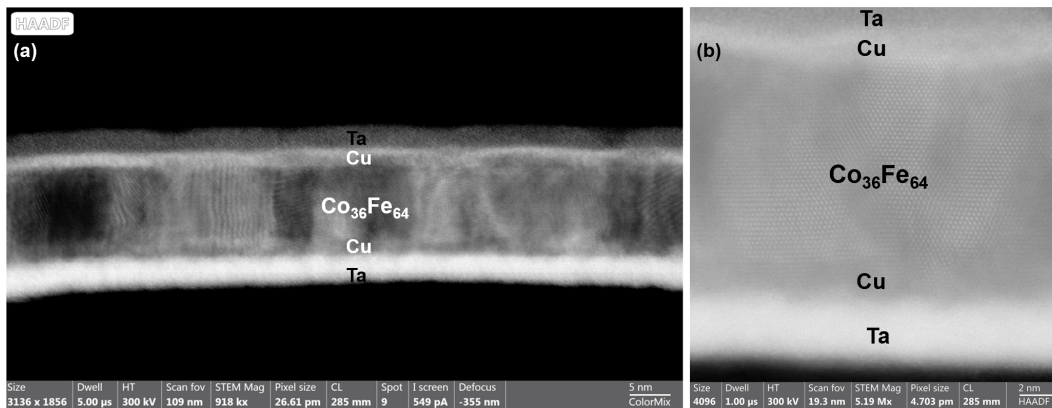 HAADF
(a)
Ta
Cu
Co36Fe64
Cu
Ta
Size Dwell HT Scan fov STEM Mag Pixel size CL Spot I screen Defocus 5 nm
3136 x 1856 5.00 µs 300 kV 109 nm 918 kx 26.61 pm 285 mm 9 549 pA -355 nm ColorMix
(b)
Ta
Cu
Co36Fe64
Cu
Ta
Size Dwell HT Scan fov STEM Mag Pixel size CL 2 nm
4096 1.00 µs 300 kV 19.3 nm 5.19 Mx 4.703 pm 285 mm HAADF